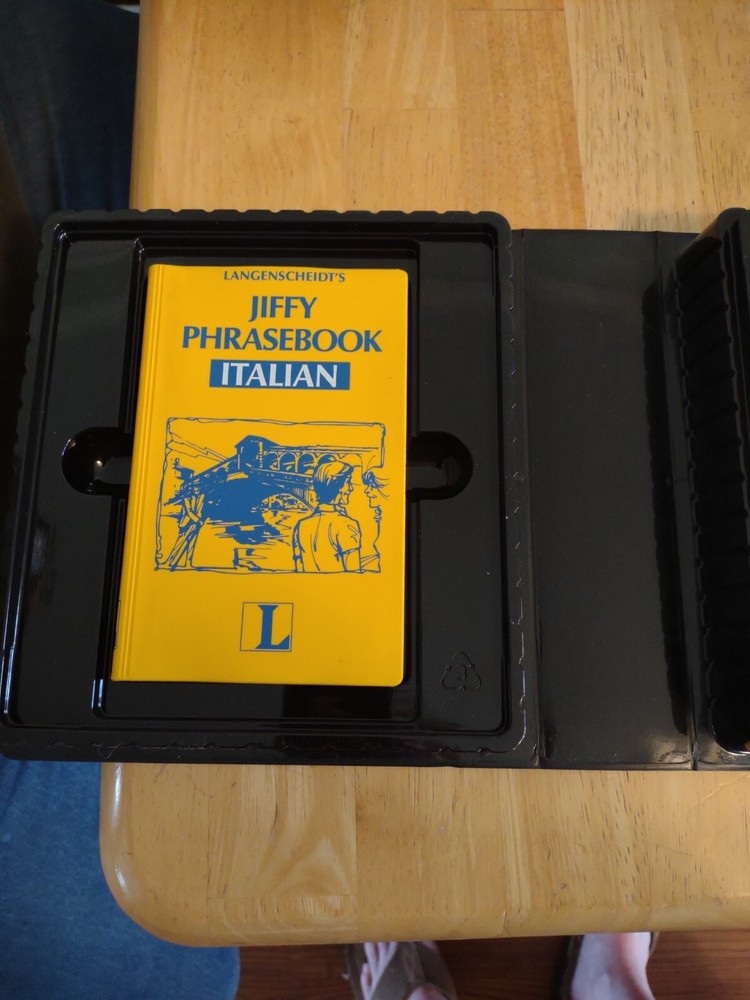 LANGENSCHEIDT'S
JIFFY
PHRASEBOOK
ITALIAN
L